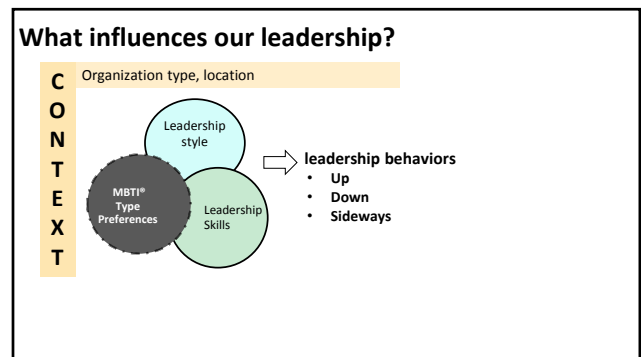 What influences our leadership?
C
O
N
T
E
X
T
Organization type, location
Leadership
style
MBTI®
Type
Preferences
Leadership
Skills
leadership behaviors
• Up
• Down
• Sideways